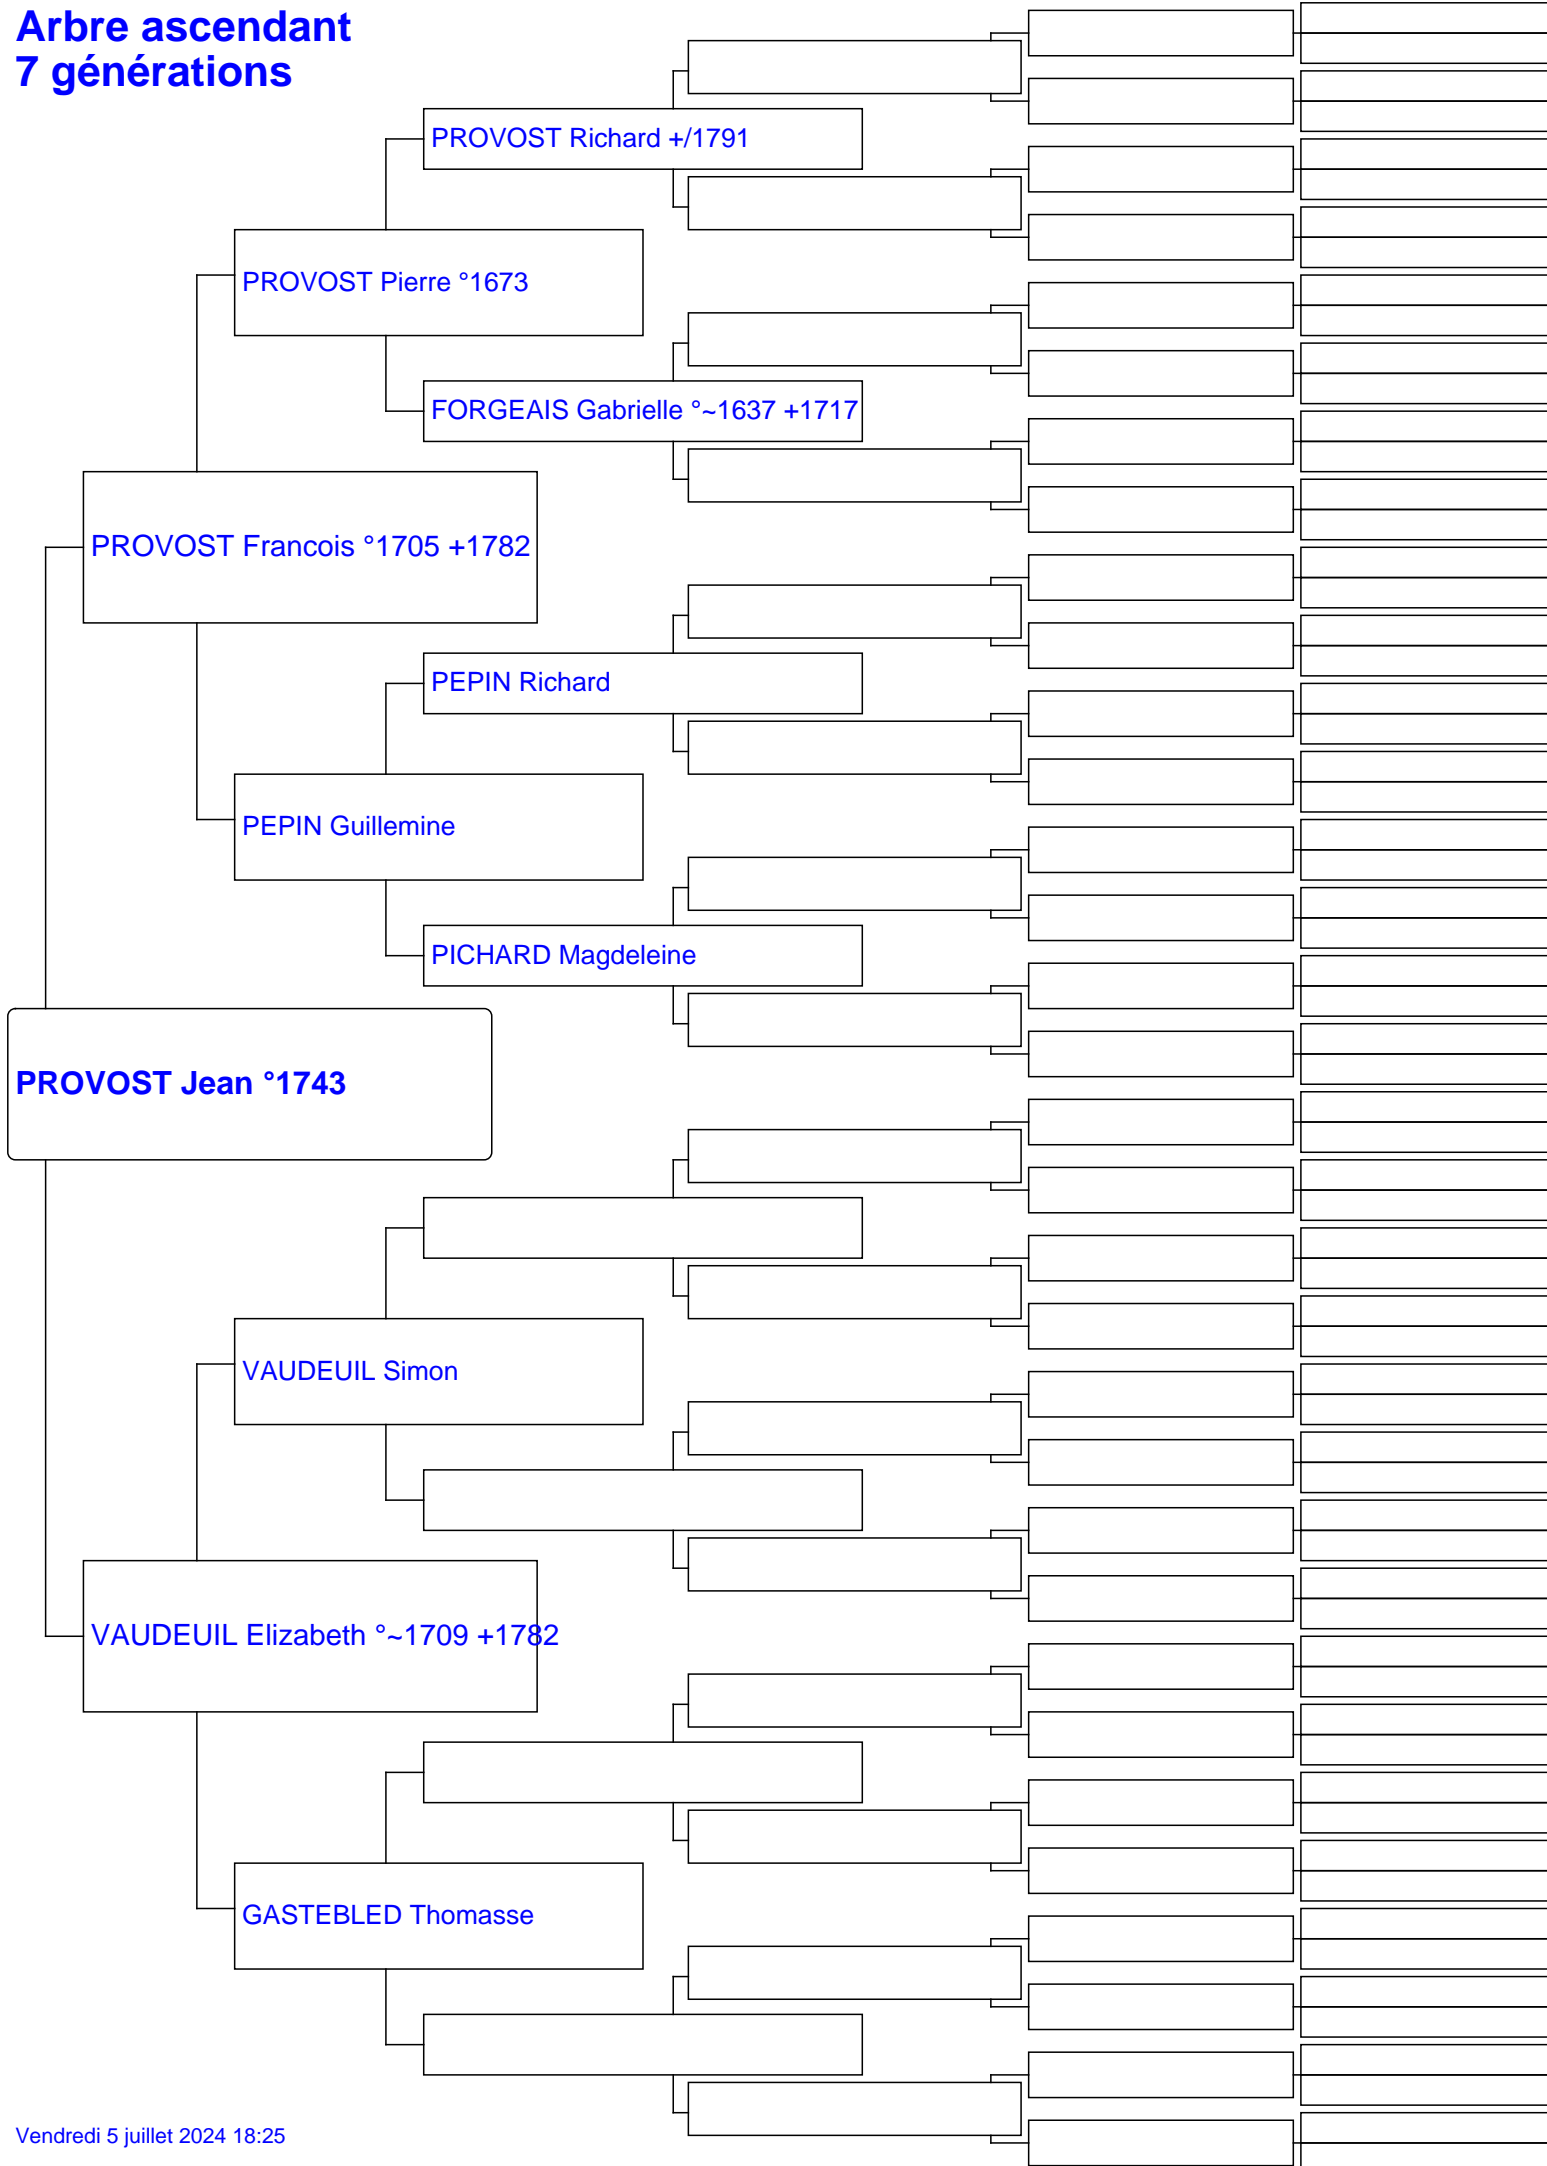 Arbre ascendant
7 générations
PROVOST Richard +/1791
PROVOST Pierre °1673
FORGEAIS Gabrielle °~1637 +1717
PROVOST Francois °1705 +1782
PEPIN Richard
PEPIN Guillemine
PICHARD Magdeleine
PROVOST Jean °1743
VAUDEUIL Simon
VAUDEUIL Elizabeth °~1709 +1782
GASTEBLED Thomasse
Vendredi 5 juillet 2024 18:25